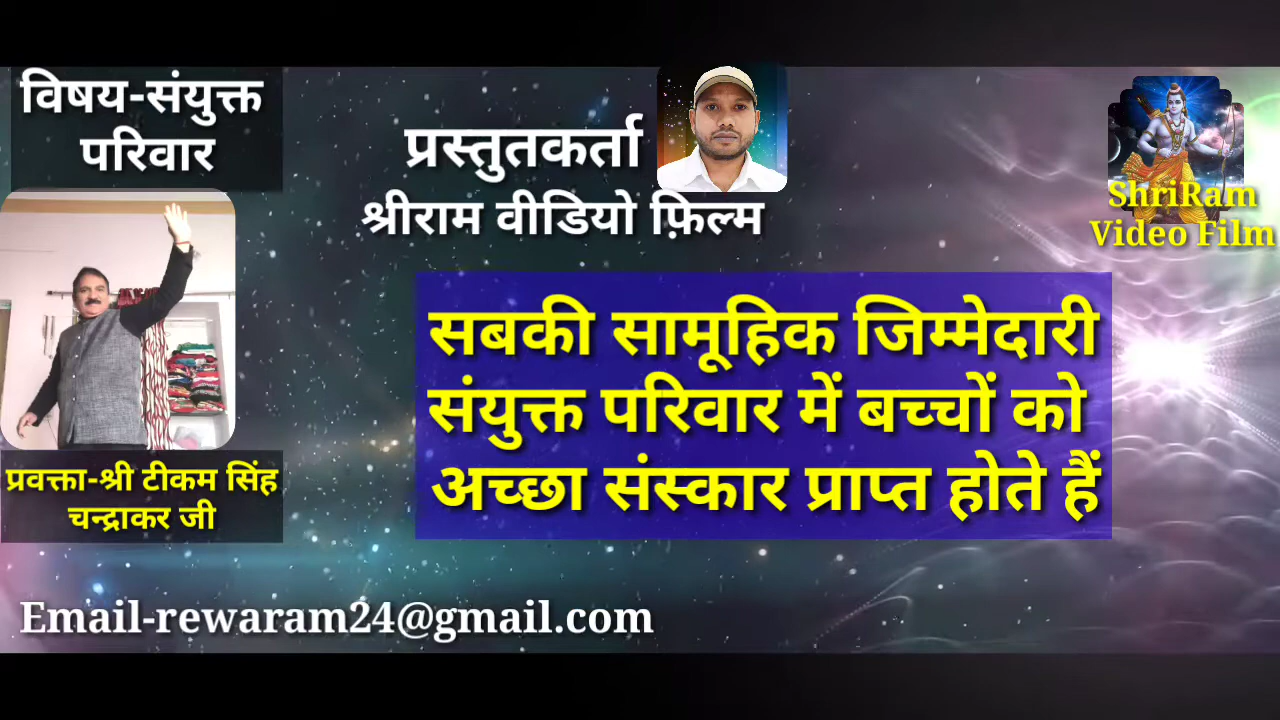 विषय-संयुक्त
परिवार
प्रस्तुतकर्ता
श्रीराम वीडियो फ़िल्म
ShriRam
Video Film
सबकी सामूहिक जिम्मेदारी
संयुक्त परिवार में बच्चों को
अच्छा संस्कार प्राप्त होते हैं
प्रवक्ता-श्री टीकम सिंह
चन्द्राकर जी
Email-rewaram24@gmail.com